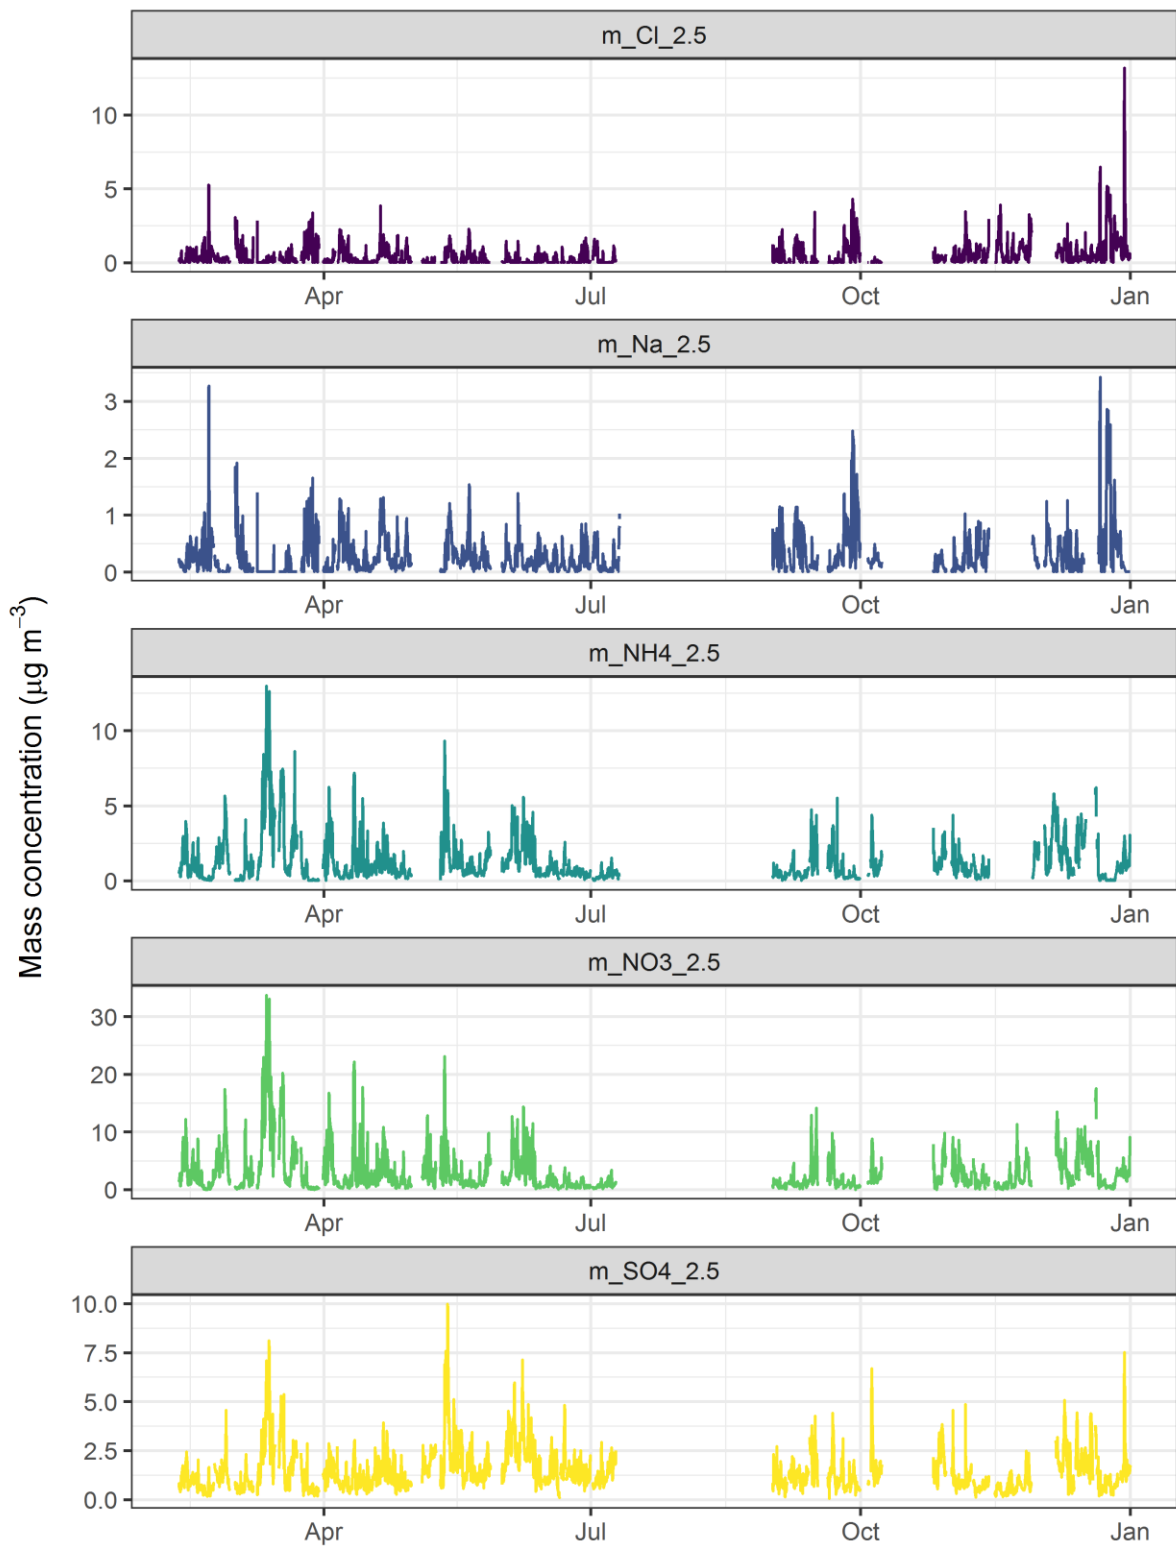 m_Cl_2.5
10
5
0
Apr Jul Oct Jan
m_Na_2.5
3
2
1
0
Apr Jul Oct Jan
Mass concentration (μg m⁻³)
m_NH4_2.5
10
5
0
Apr Jul Oct Jan
m_NO3_2.5
30
20
10
0
Apr Jul Oct Jan
m_SO4_2.5
10.0
7.5
5.0
2.5
0.0
Apr Jul Oct Jan